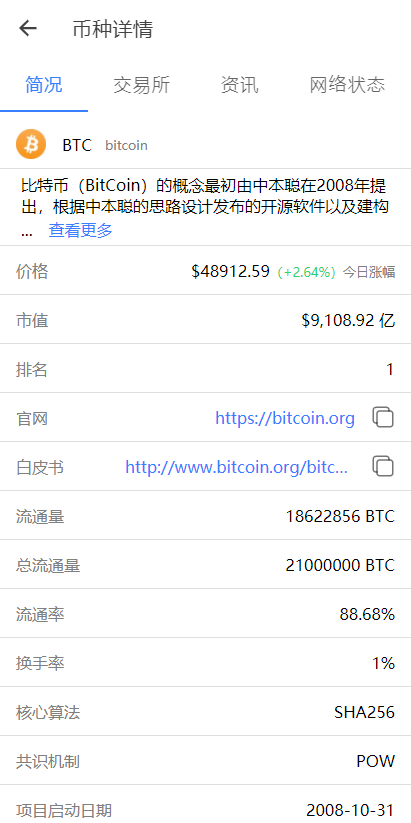 币种详情
简况 交易所 资讯 网络状态
BTC bitcoin
比特币（BitCoin）的概念最初由中本聪在2008年提
出，根据中本聪的思路设计发布的开源软件以及建构
... 查看更多
价格 $48912.59 (+2.64%) 今日涨幅
市值 $9,108.92 亿
排名 1
官网 https://bitcoin.org
白皮书 http://www.bitcoin.org/bitc...
流通量 18622856 BTC
总流通量 21000000 BTC
流通率 88.68%
换手率 1%
核心算法 SHA256
共识机制 POW
项目启动日期 2008-10-31